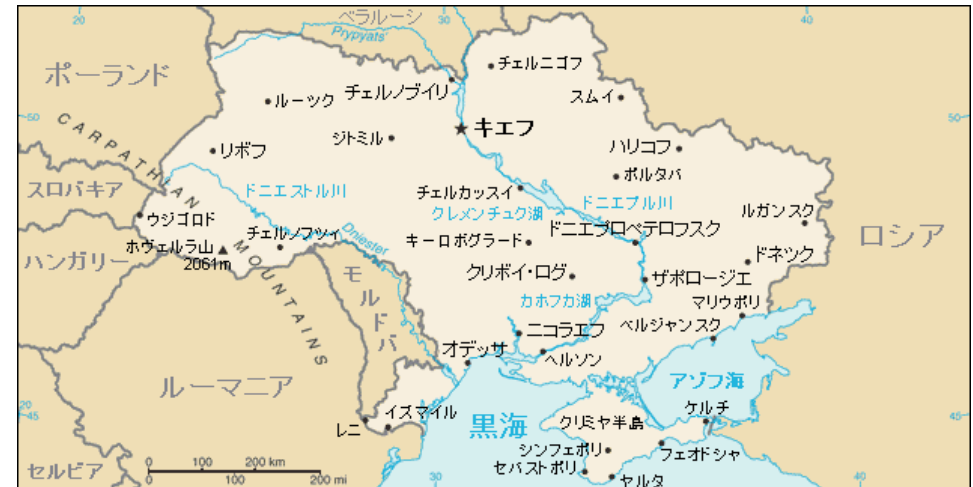 ベラルーシ
20
30
40
Prypyats'
ポーランド
チェルニゴフ
チェルノブイリ
ルーツク
スムイ
50
50
CARPATHIAN MOUNTAINS
キエフ
ジトミル
リボフ
ハリコフ
ポルタバ
スロバキア
ドニエストル川
チェルカッスイ
ドニエプル川
クレメンチュク湖
ルガンスク
ウジゴロド
チェルノフツィ
Dniester
キーロボグラード
ドニエプロペテロフスク
ロシア
ホヴェルラ山
2061m
ハンガリー
ドネツク
クリボイ・ログ
ザポロージエ
モルドバ
カホフカ湖
マリウポリ
ニコラエフ
ベルジャンスク
オデッサ
ヘルソン
ルーマニア
アゾフ海
20
45
45
イズマイル
レニ
黒海
クリミヤ半島
ケルチ
シンフェポリ
フェオドシャ
セルビア
セバストポリ
ヤルタ
0 100 200 km
0 100 200 mi
30
40